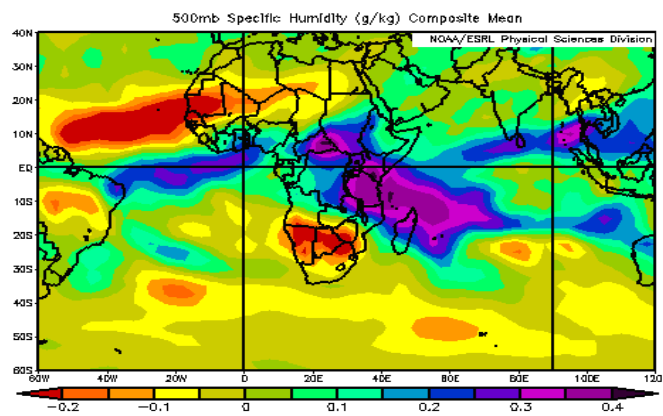 500mb Specific Humidity (g/kg) Composite Mean
NOAA/ESRL Physical Sciences Division
40N
30N
20N
10N
EQ
10S
20S
30S
40S
50S
60S
60W 40W 20W 0 20E 40E 60E 80E 100E 120
-0.2 -0.1 0 0.1 0.2 0.3 0.4